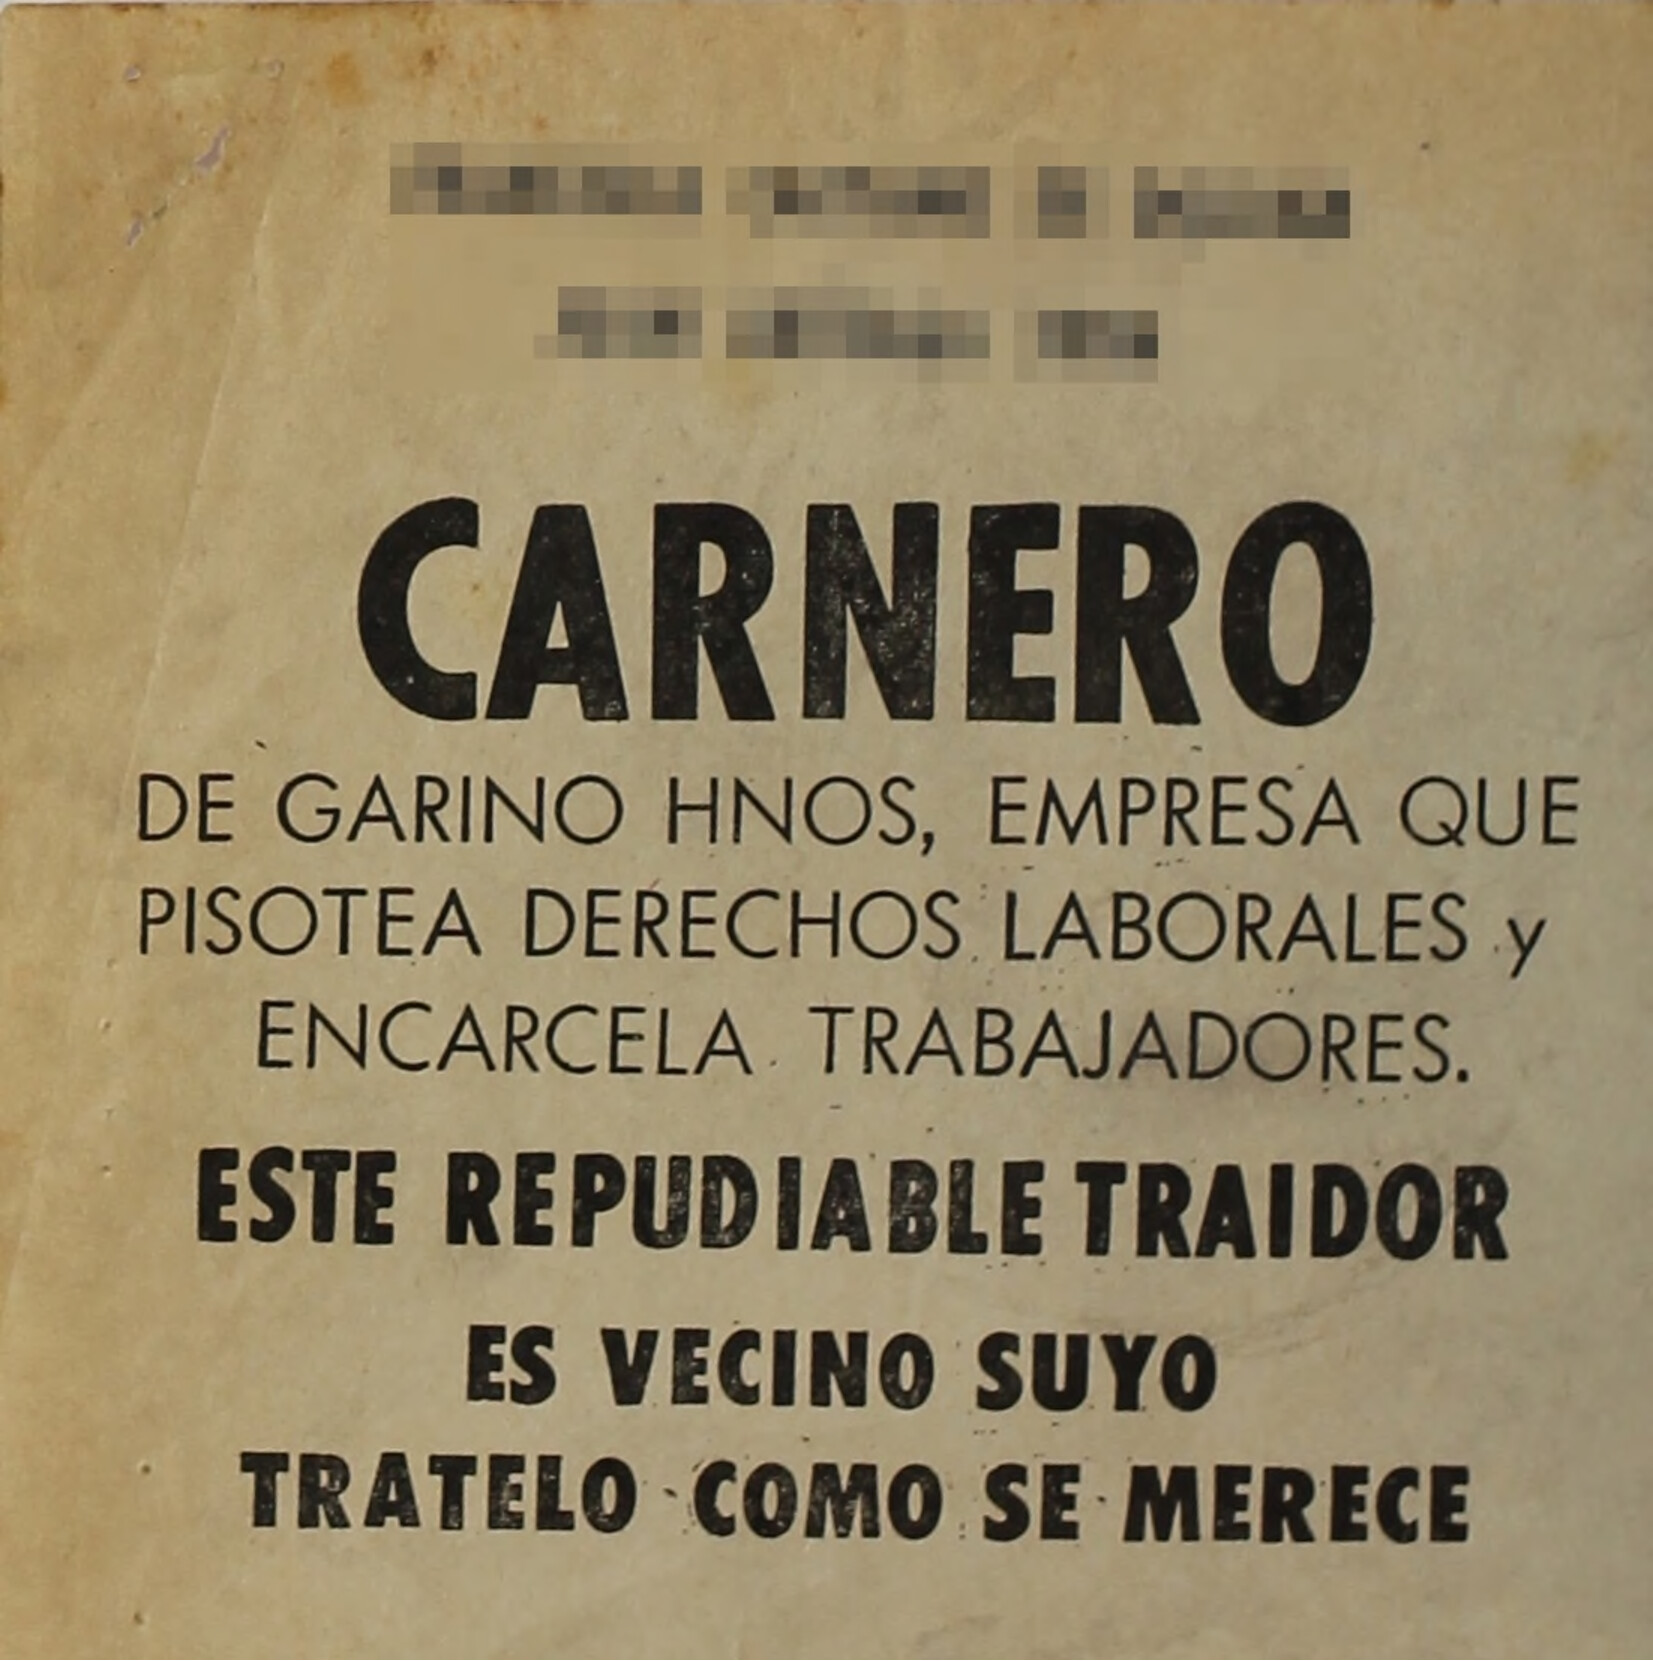 CARNERO
DE GARINO HNOS, EMPRESA QUE
PISOTEA DERECHOS LABORALES y
ENCARCELA TRABAJADORES.
ESTE REPUDIABLE TRAIDOR
ES VECINO SUYO
TRATELO COMO SE MERECE